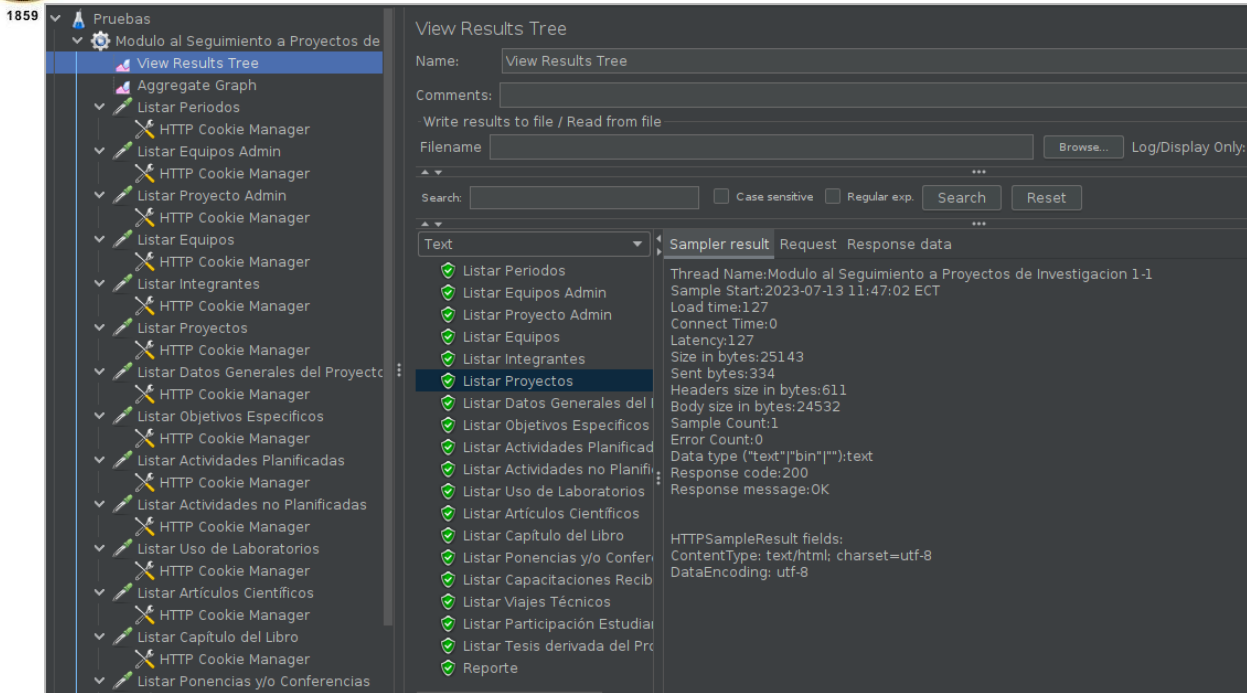 1859
Pruebas
Modulo al Seguimiento a Proyectos de
View Results Tree
Aggregate Graph
Listar Periodos
HTTP Cookie Manager
Listar Equipos Admin
HTTP Cookie Manager
Listar Proyecto Admin
HTTP Cookie Manager
Listar Equipos
HTTP Cookie Manager
Listar Integrantes
HTTP Cookie Manager
Listar Proyectos
HTTP Cookie Manager
Listar Datos Generales del Proyecto
HTTP Cookie Manager
Listar Objetivos Especificos
HTTP Cookie Manager
Listar Actividades Planificadas
HTTP Cookie Manager
Listar Actividades no Planificadas
HTTP Cookie Manager
Listar Uso de Laboratorios
HTTP Cookie Manager
Listar Artículos Científicos
HTTP Cookie Manager
Listar Capítulo del Libro
HTTP Cookie Manager
Listar Ponencias y/o Conferencias
View Results Tree
Name: View Results Tree
Comments:
Write results to file / Read from file
Filename Browse... Log/Display Only:
Search: Case sensitive Regular exp. Search Reset
Text
Listar Periodos
Listar Equipos Admin
Listar Proyecto Admin
Listar Equipos
Listar Integrantes
Listar Proyectos
Listar Datos Generales del
Listar Objetivos Especificos
Listar Actividades Planificad
Listar Actividades no Planifi
Listar Uso de Laboratorios
Listar Artículos Científicos
Listar Capítulo del Libro
Listar Ponencias y/o Confer
Listar Capacitaciones Recib
Listar Viajes Técnicos
Listar Participación Estudia
Listar Tesis derivada del Pro
Reporte
Sampler result Request Response data
Thread Name:Modulo al Seguimiento a Proyectos de Investigacion 1-1
Sample Start:2023-07-13 11:47:02 ECT
Load time:127
Connect Time:0
Latency:127
Size in bytes:25143
Sent bytes:334
Headers size in bytes:611
Body size in bytes:24532
Sample Count:1
Error Count:0
Data type ("text"|"bin"|""):text
Response code:200
Response message:OK
HTTPSampleResult fields:
ContentType: text/html; charset=utf-8
DataEncoding: utf-8